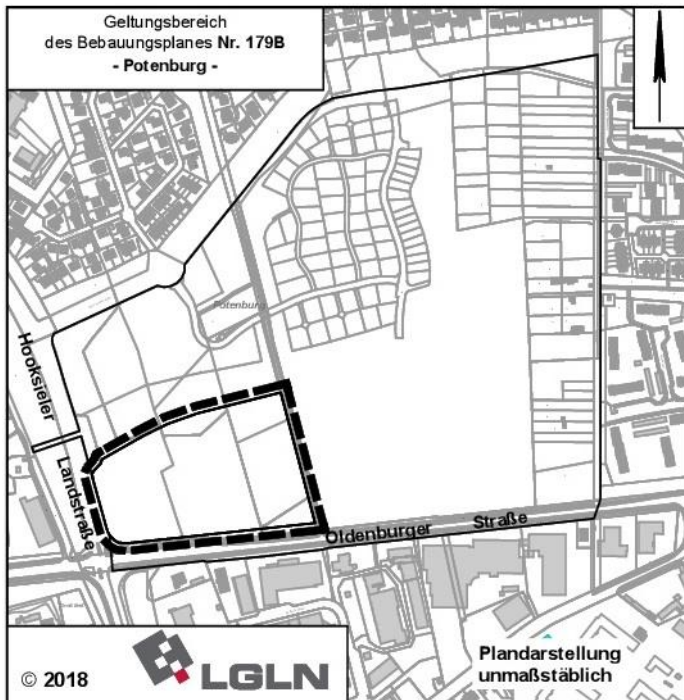 Geltungsbereich
des Bebauungsplanes Nr. 179B
- Potenburg -
Potenburg
Hooksieler
Landstraße
Oldenburger Straße
Plandarstellung
unmaßstäblich
© 2018
LGLN